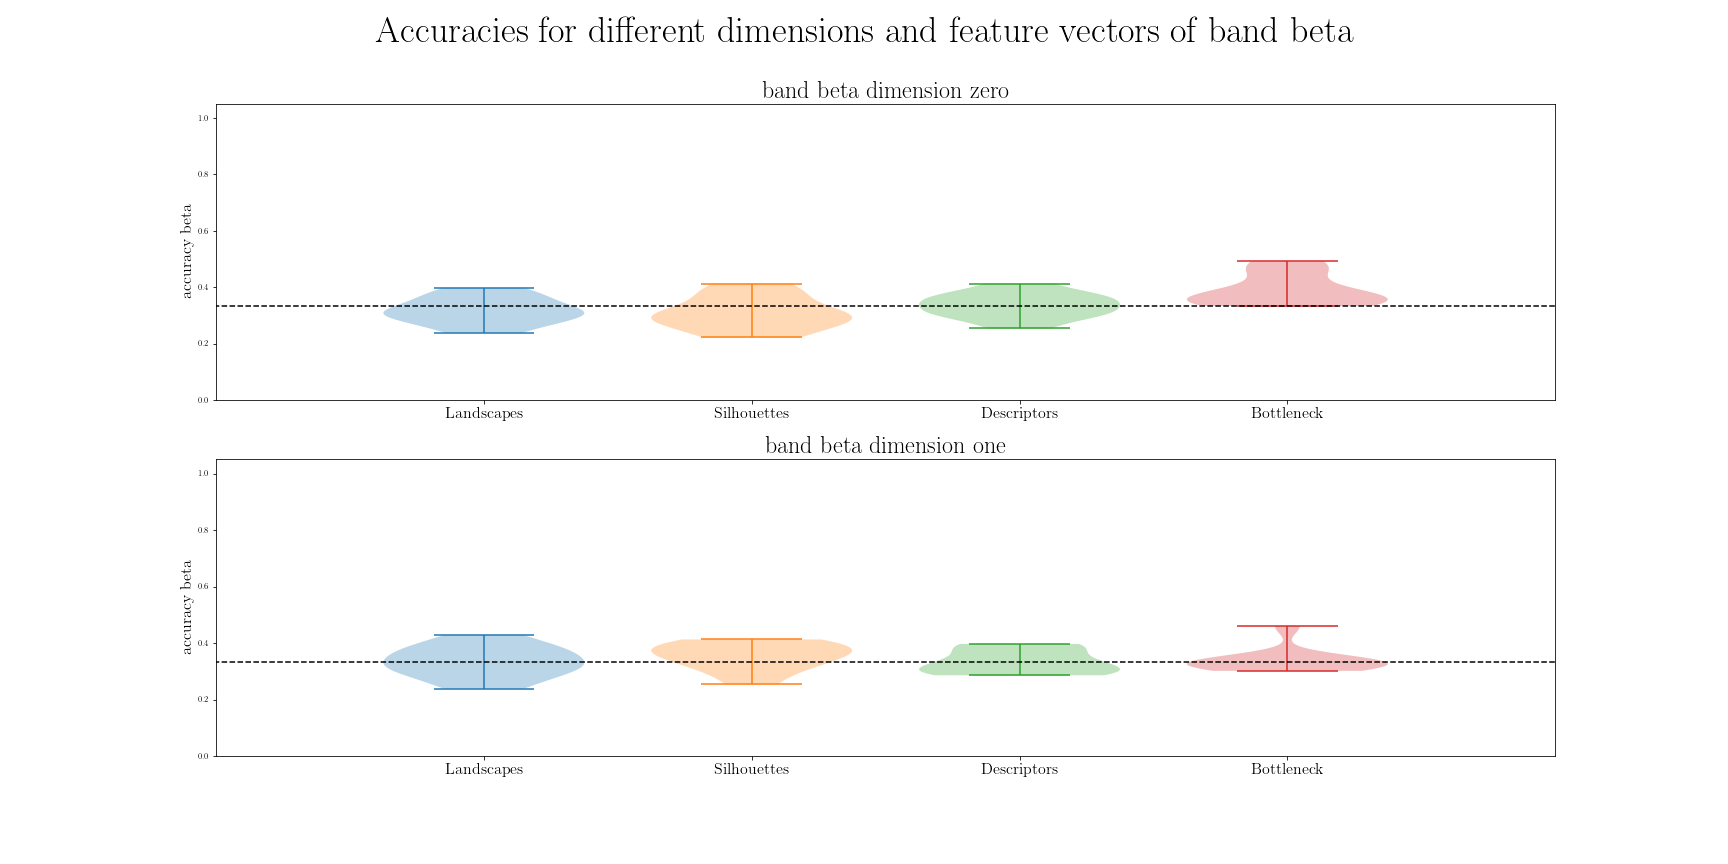 Accuracies for different dimensions and feature vectors of band beta
band beta dimension zero
1.0
0.8
0.6
0.4
0.2
0.0
accuracy beta
Landscapes Silhouettes Descriptors Bottleneck
band beta dimension one
1.0
0.8
0.6
0.4
0.2
0.0
accuracy beta
Landscapes Silhouettes Descriptors Bottleneck